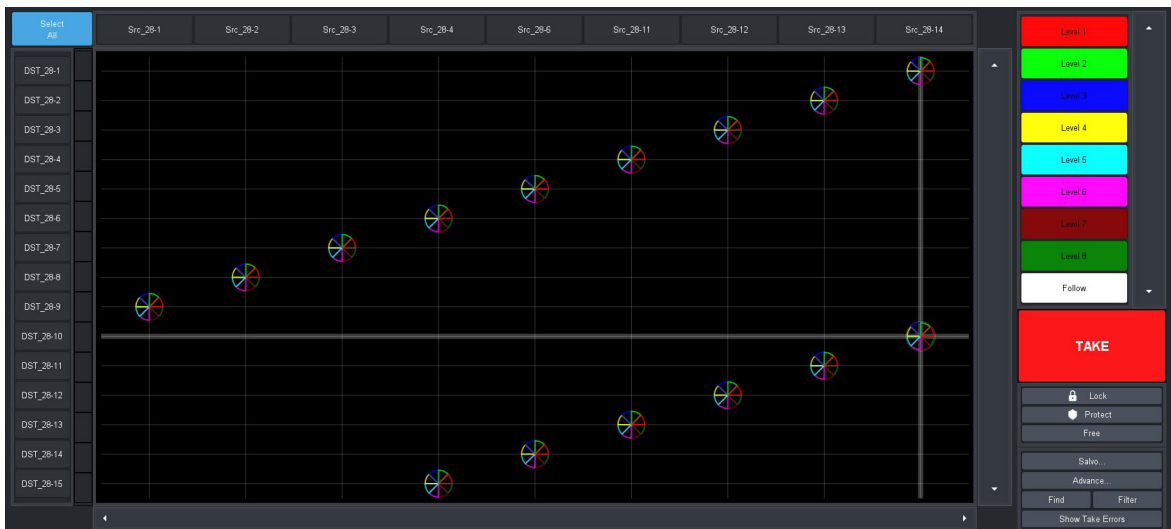 Select
All
Src_28-1
Src_28-2
Src_28-3
Src_28-4
Src_28-6
Src_28-11
Src_28-12
Src_28-13
Src_28-14
DST_28-1
DST_28-2
DST_28-3
DST_28-4
DST_28-5
DST_28-6
DST_28-7
DST_28-8
DST_28-9
DST_28-10
DST_28-11
DST_28-12
DST_28-13
DST_28-14
DST_28-15
Level 1
Level 2
Level 3
Level 4
Level 5
Level 6
Level 7
Level 8
Follow
TAKE
Lock
Protect
Free
Salvo...
Advance...
Find
Filter
Show Take Errors